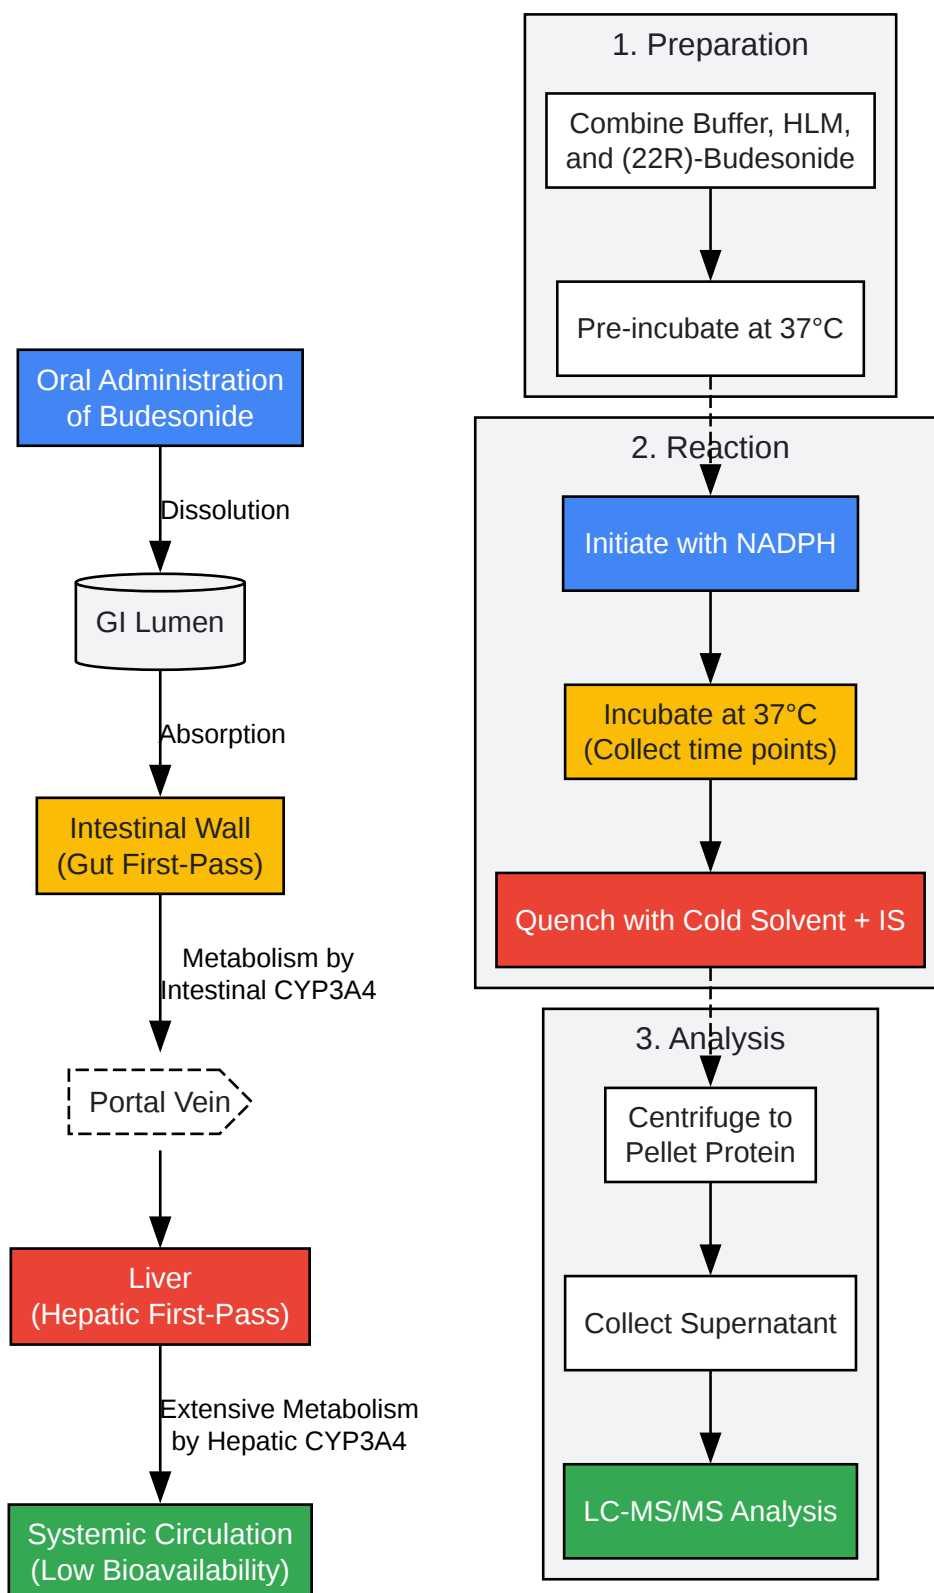 Oral Administration
of Budesonide
Dissolution
GI Lumen
Absorption
Intestinal Wall
(Gut First-Pass)
Metabolism by
Intestinal CYP3A4
Portal Vein
Liver
(Hepatic First-Pass)
Extensive Metabolism
by Hepatic CYP3A4
Systemic Circulation
(Low Bioavailability)
1. Preparation
Combine Buffer, HLM,
and (22R)-Budesonide
Pre-incubate at 37°C
2. Reaction
Initiate with NADPH
Incubate at 37°C
(Collect time points)
Quench with Cold Solvent + IS
3. Analysis
Centrifuge to
Pellet Protein
Collect Supernatant
LC-MS/MS Analysis